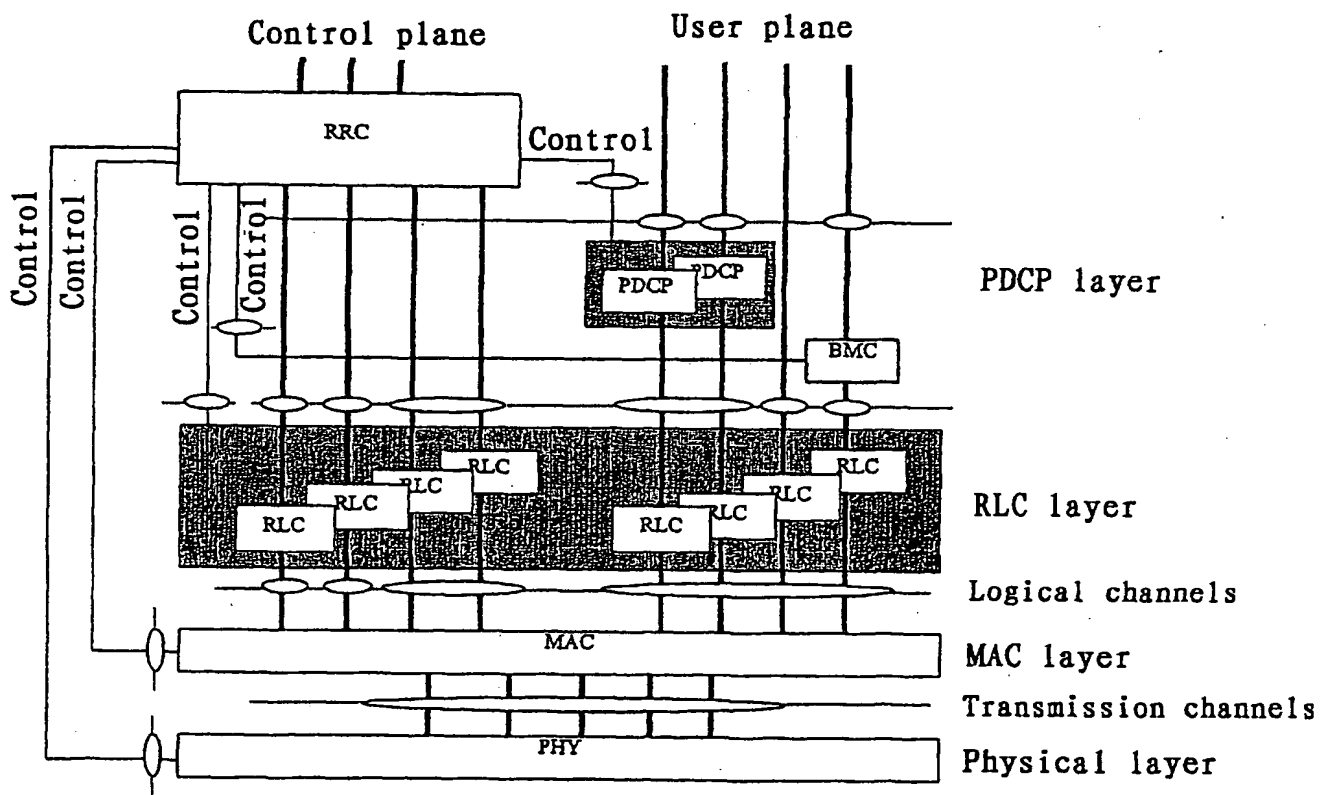 Control plane
User plane
RRC
Control
Control
Control
Control
Control
PDCP
PDCP
PDCP layer
BMC
RLC
RLC
RLC
RLC
RLC
RLC
RLC
RLC
RLC layer
Logical channels
MAC
MAC layer
Transmission channels
PHY
Physical layer